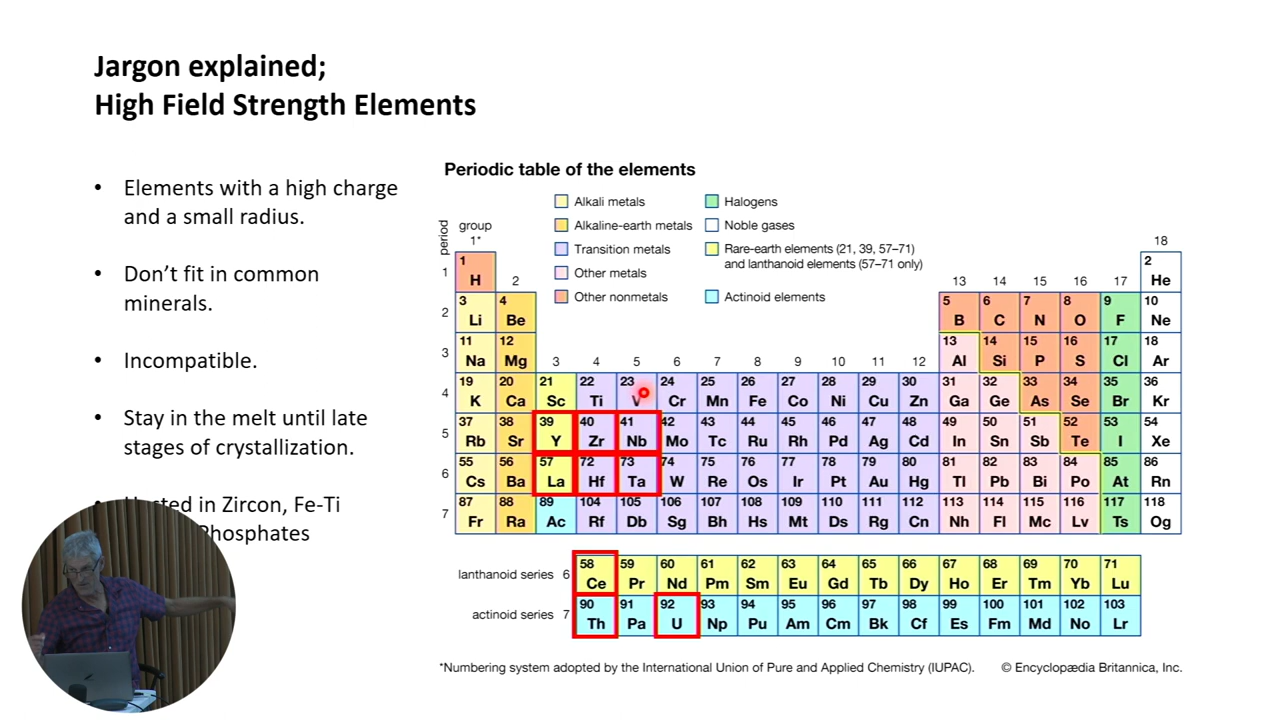 Jargon explained;
High Field Strength Elements
• Elements with a high charge
and a small radius.
• Don't fit in common
minerals.
• Incompatible.
• Stay in the melt until late
stages of crystallization.
in Zircon, Fe-Ti
Periodic table of the elements
Alkali metals
Alkaline-earth metals
Transition metals
Other metals
Other nonmetals
Halogens
Noble gases
Rare-earth elements (21, 39, 57–71)
and lanthanoid elements (57–71 only)
Actinoid elements
period
group
1* 18
1 1 2
H 2 13 14 15 16 17 He
2 3 4 5 6 7 8 9 10
Li Be B C N O F Ne
3 11 12 13 14 15 16 17 18
Na Mg 3 4 5 6 7 8 9 10 11 12 Al Si P S Cl Ar
4 19 20 21 22 23 24 25 26 27 28 29 30 31 32 33 34 35 36
K Ca Sc Ti V Cr Mn Fe Co Ni Cu Zn Ga Ge As Se Br Kr
5 37 38 39 40 41 42 43 44 45 46 47 48 49 50 51 52 53 54
Rb Sr Y Zr Nb Mo Tc Ru Rh Pd Ag Cd In Sn Sb Te I Xe
6 55 56 57 72 73 74 75 76 77 78 79 80 81 82 83 84 85 86
Cs Ba La Hf Ta W Re Os Ir Pt Au Hg Tl Pb Bi Po At Rn
7 87 88 89 104 105 106 107 108 109 110 111 112 113 114 115 116 117 118
Fr Ra Ac Rf Db Sg Bh Hs Mt Ds Rg Cn Nh Fl Mc Lv Ts Og
lanthanoid series 6 58 59 60 61 62 63 64 65 66 67 68 69 70 71
Ce Pr Nd Pm Sm Eu Gd Tb Dy Ho Er Tm Yb Lu
actinoid series 7 90 91 92 93 94 95 96 97 98 99 100 101 102 103
Th Pa U Np Pu Am Cm Bk Cf Es Fm Md No Lr
*Numbering system adopted by the International Union of Pure and Applied Chemistry (IUPAC). © Encyclopædia Britannica, Inc.